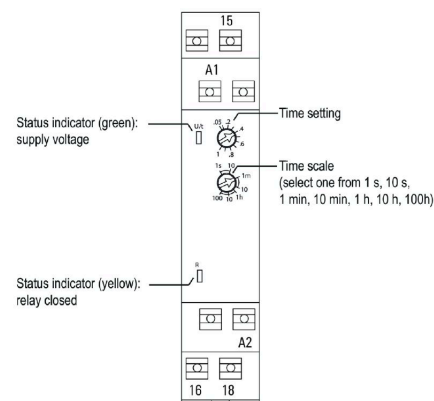 15
A1
Status indicator (green):
supply voltage
U/t
.05 .2 .4 .6 .8 1
Time setting
1s 10 1m 10 1h 10 100
Time scale
(select one from 1 s, 10 s,
1 min, 10 min, 1 h, 10 h, 100h)
R
Status indicator (yellow):
relay closed
A2
16 18